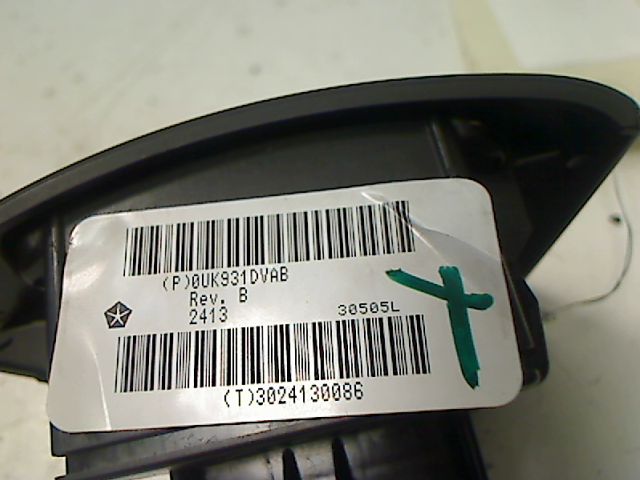 (P)0UK931DVAB
Rev. B
2413 30505L
(T)3024130086